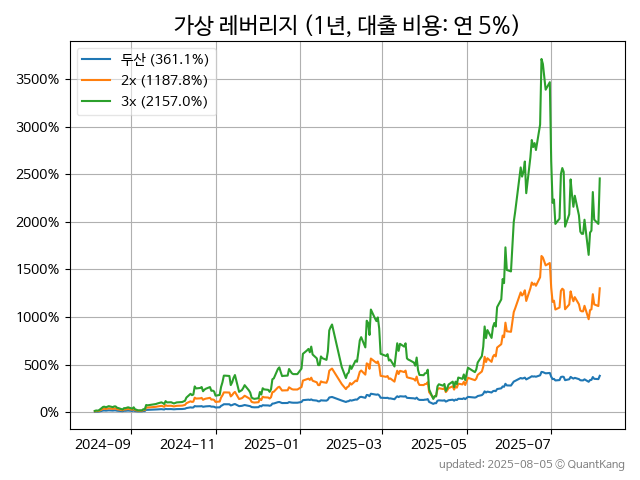 가상 레버리지 (1년, 대출 비용: 연 5%)
두산 (361.1%)
2x (1187.8%)
3x (2157.0%)
3500%
3000%
2500%
2000%
1500%
1000%
500%
0%
2024-09 2024-11 2025-01 2025-03 2025-05 2025-07
updated: 2025-08-05 © QuantKang